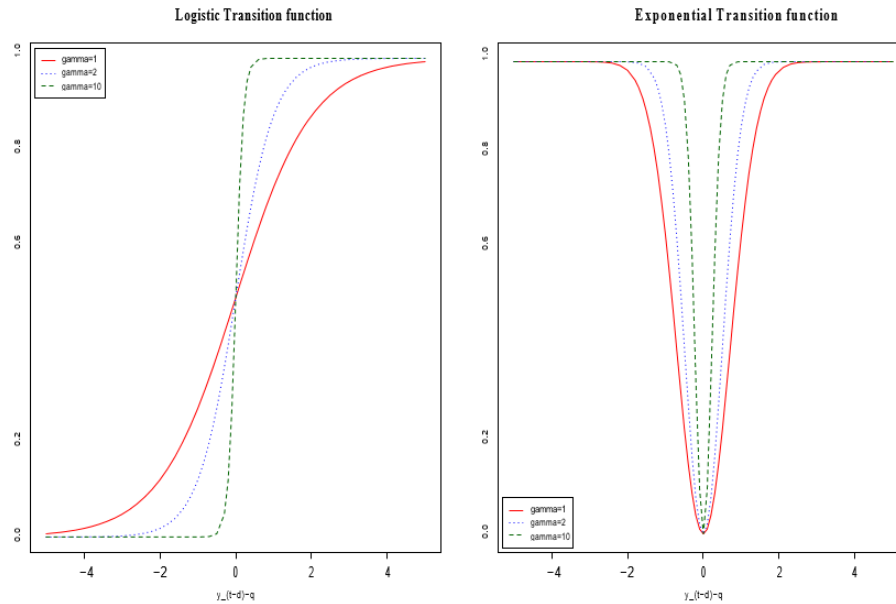 Logistic Transition function
1.0
0.8
0.6
0.2
0.0
gamma=1
gamma=2
gamma=10
−4
−2
0
2
4
y_(t−d)−q
Exponential Transition function
1.0
0.8
0.6
0.2
0.0
gamma=1
gamma=2
gamma=10
−4
−2
0
2
4
y_(t−d)−q